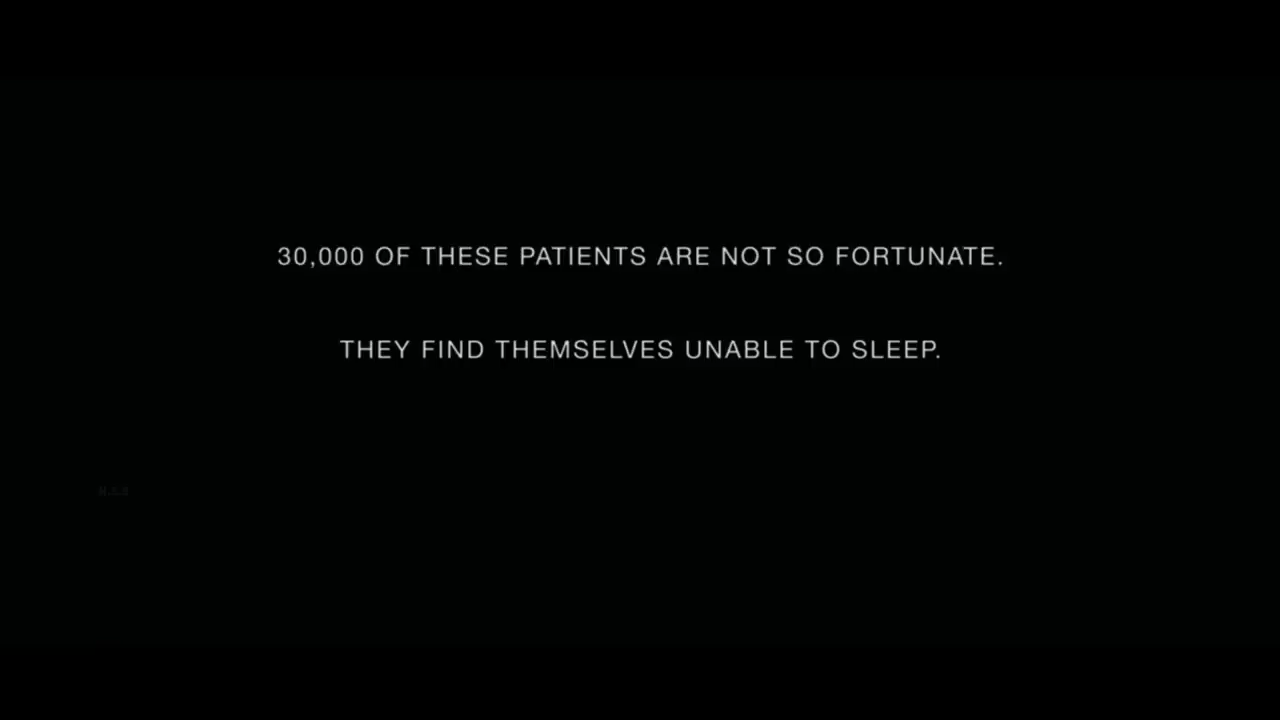 30,000 OF THESE PATIENTS ARE NOT SO FORTUNATE.
THEY FIND THEMSELVES UNABLE TO SLEEP.